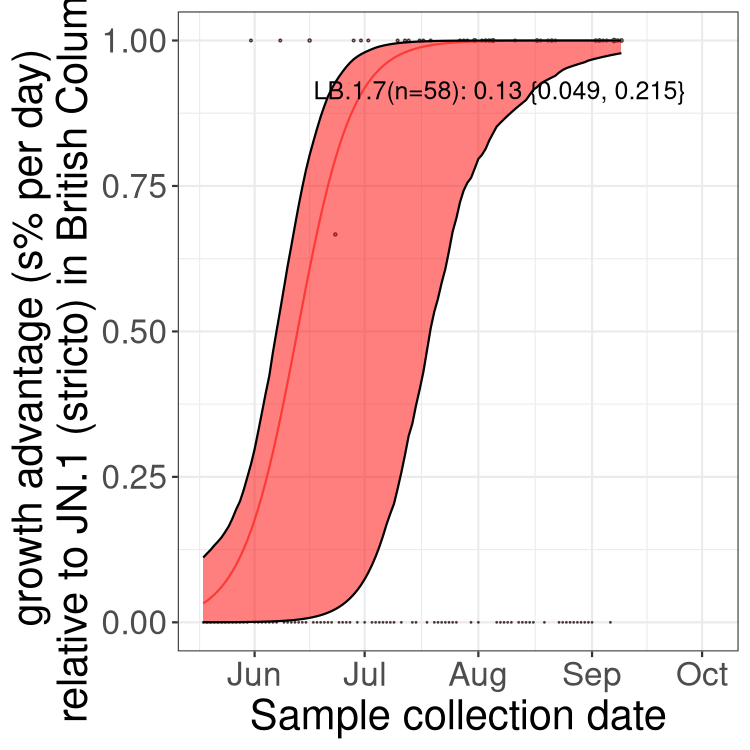 growth advantage (s% per day)
relative to JN.1 (stricto) in British Colum
1.00
0.75
0.50
0.25
0.00
LB.1.7(n=58): 0.13 {0.049, 0.215}
Jun Jul Aug Sep Oct
Sample collection date